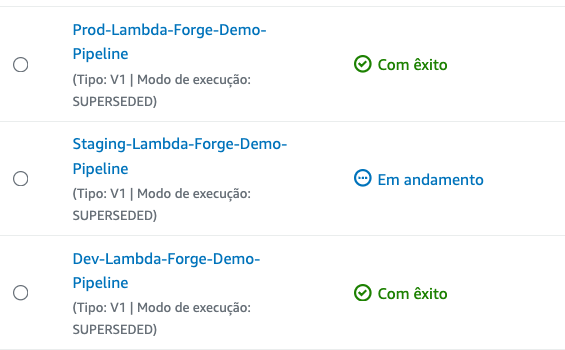 Prod-Lambda-Forge-Demo-
Pipeline
(Tipo: V1 | Modo de execução:
SUPERSEDED)
Com êxito
Staging-Lambda-Forge-Demo-
Pipeline
(Tipo: V1 | Modo de execução:
SUPERSEDED)
Em andamento
Dev-Lambda-Forge-Demo-
Pipeline
(Tipo: V1 | Modo de execução:
SUPERSEDED)
Com êxito